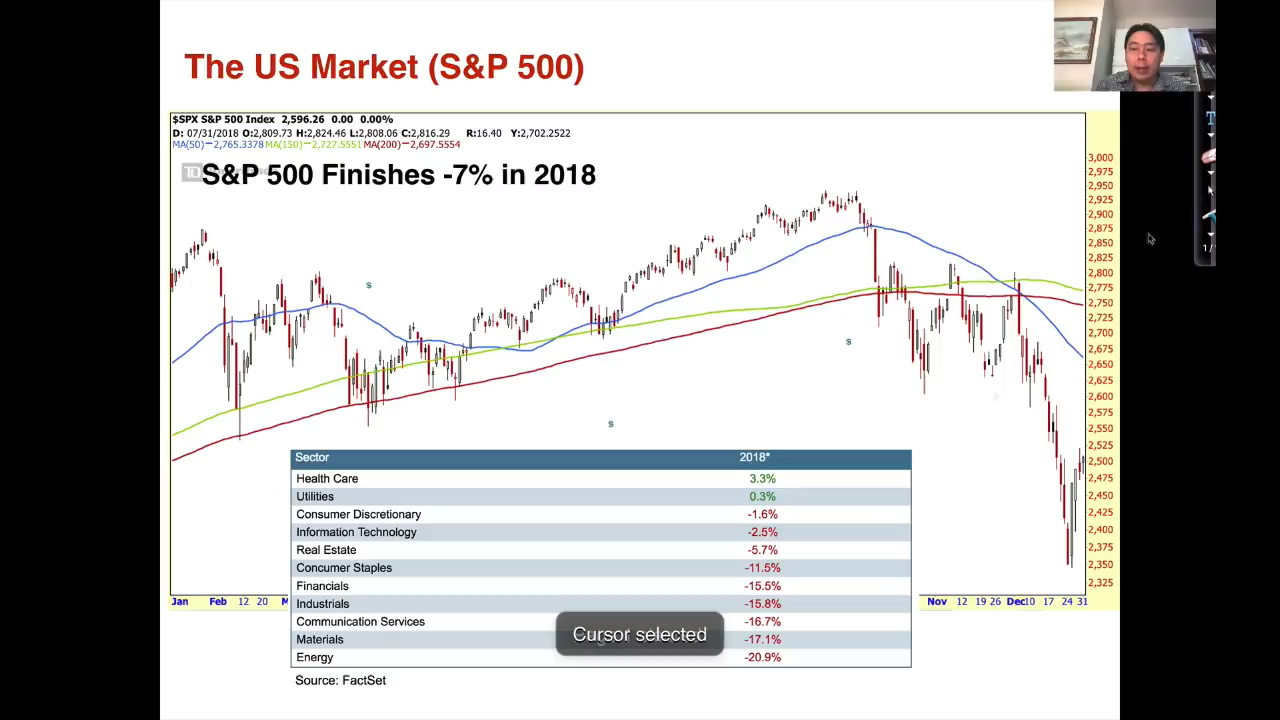 The US Market (S&P 500)
$SPX S&P 500 Index 2,596.26 0.00 0.00%
D: 07/31/2018 O:2,809.73 H:2,824.46 L:2,808.06 C:2,816.29 R:16.40 Y:2,702.2522
MA(50)=2,765.3378 MA(150)=2,727.5551 MA(200)=2,697.5554
S&P 500 Finishes -7% in 2018
3,000
2,975
2,950
2,925
2,900
2,875
2,850
2,825
2,800
2,775
2,750
2,725
2,700
2,675
2,650
2,625
2,600
2,575
2,550
2,525
2,500
2,475
2,450
2,425
2,400
2,375
2,350
2,325
1/
$
$
$
Sector 2018*
Health Care 3.3%
Utilities 0.3%
Consumer Discretionary -1.6%
Information Technology -2.5%
Real Estate -5.7%
Concumer Staples -11.5%
Financials -15.5%
Industrials -15.8%
Communication Services -16.7%
Materials -17.1%
Energy -20.9%
Jan Feb 12 20 Nov 12 19 26 Dec 10 17 24 31
Cursor selected
Source: FactSet